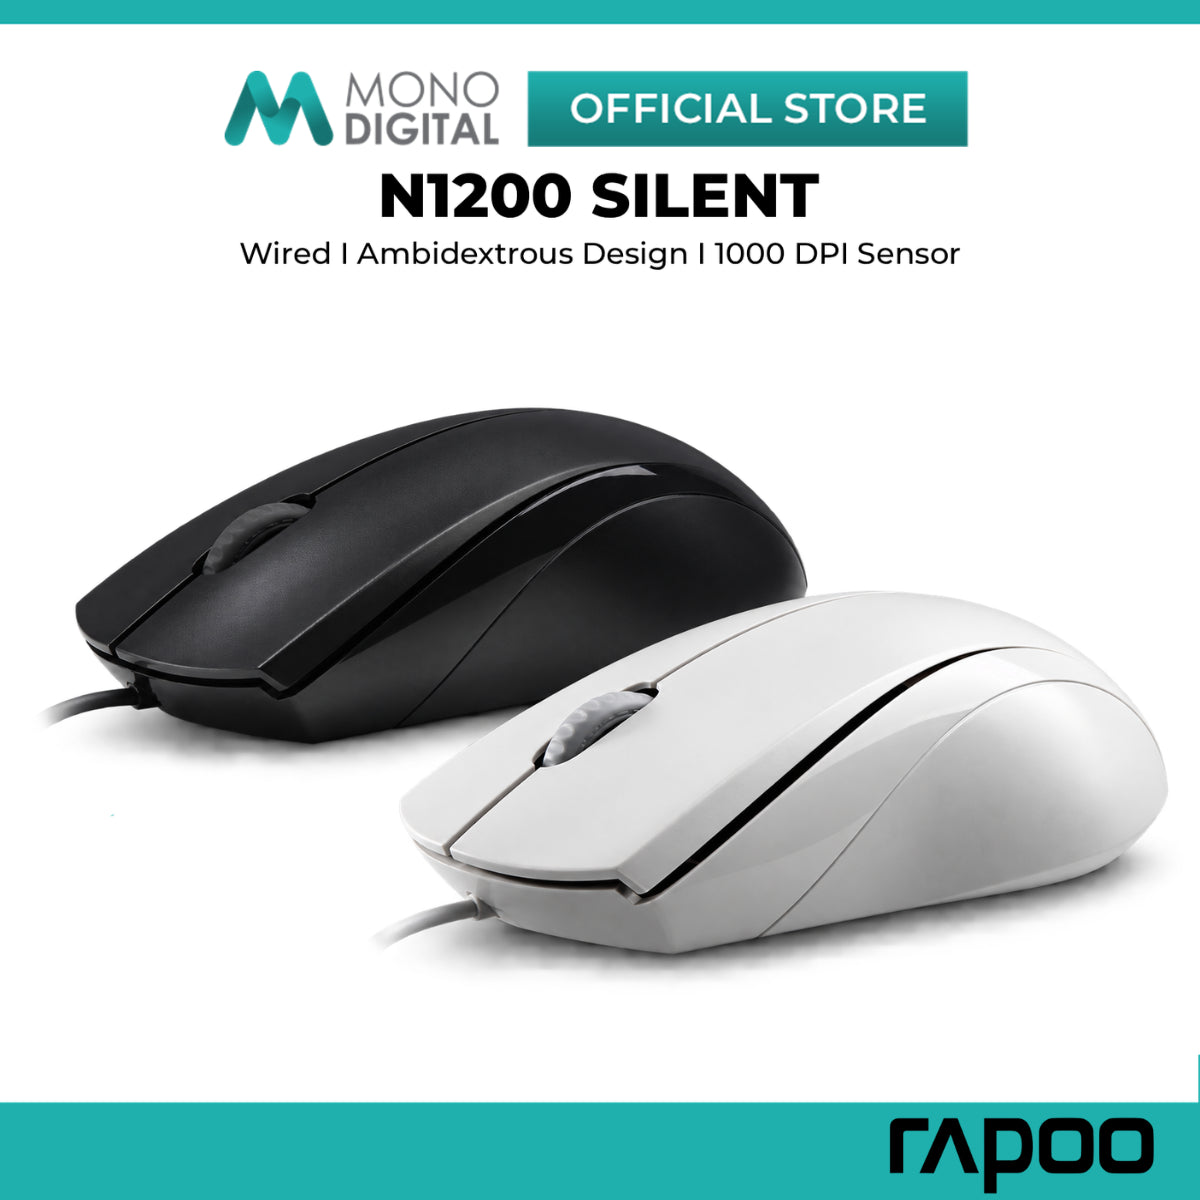 MONO
DIGITAL
OFFICIAL STORE
N1200 SILENT
Wired I Ambidextrous Design I 1000 DPI Sensor
rapoo